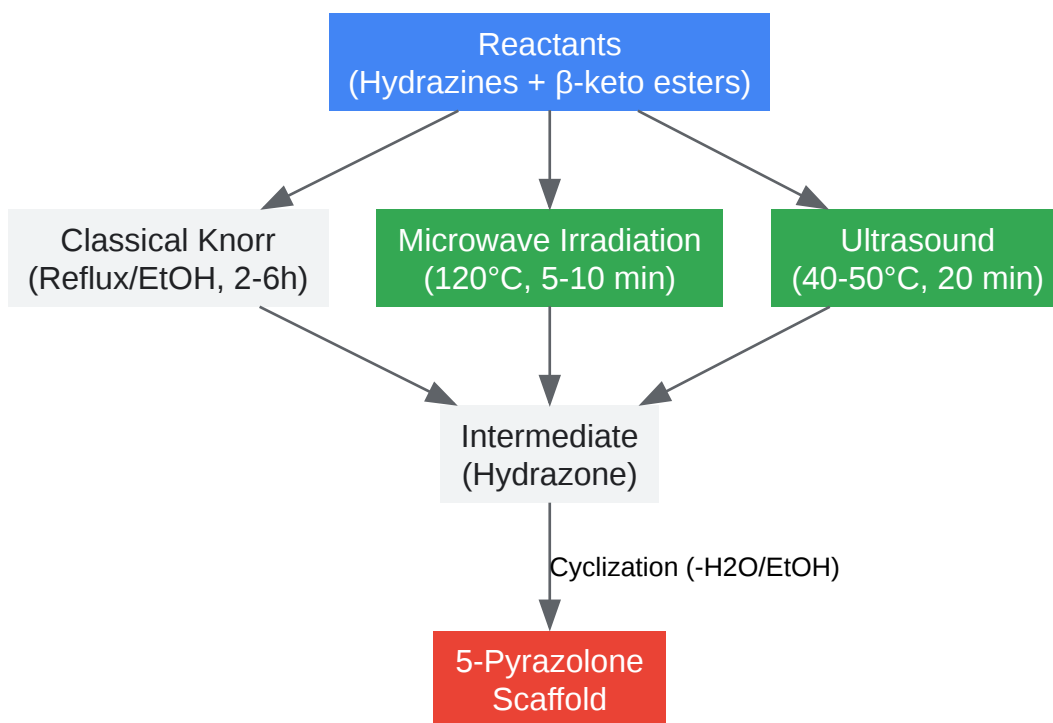 Reactants
(Hydrazines + β-keto esters)
Classical Knorr
(Reflux/EtOH, 2-6h)
Microwave Irradiation
(120°C, 5-10 min)
Ultrasound
(40-50°C, 20 min)
Intermediate
(Hydrazone)
Cyclization (-H2O/EtOH)
5-Pyrazolone
Scaffold